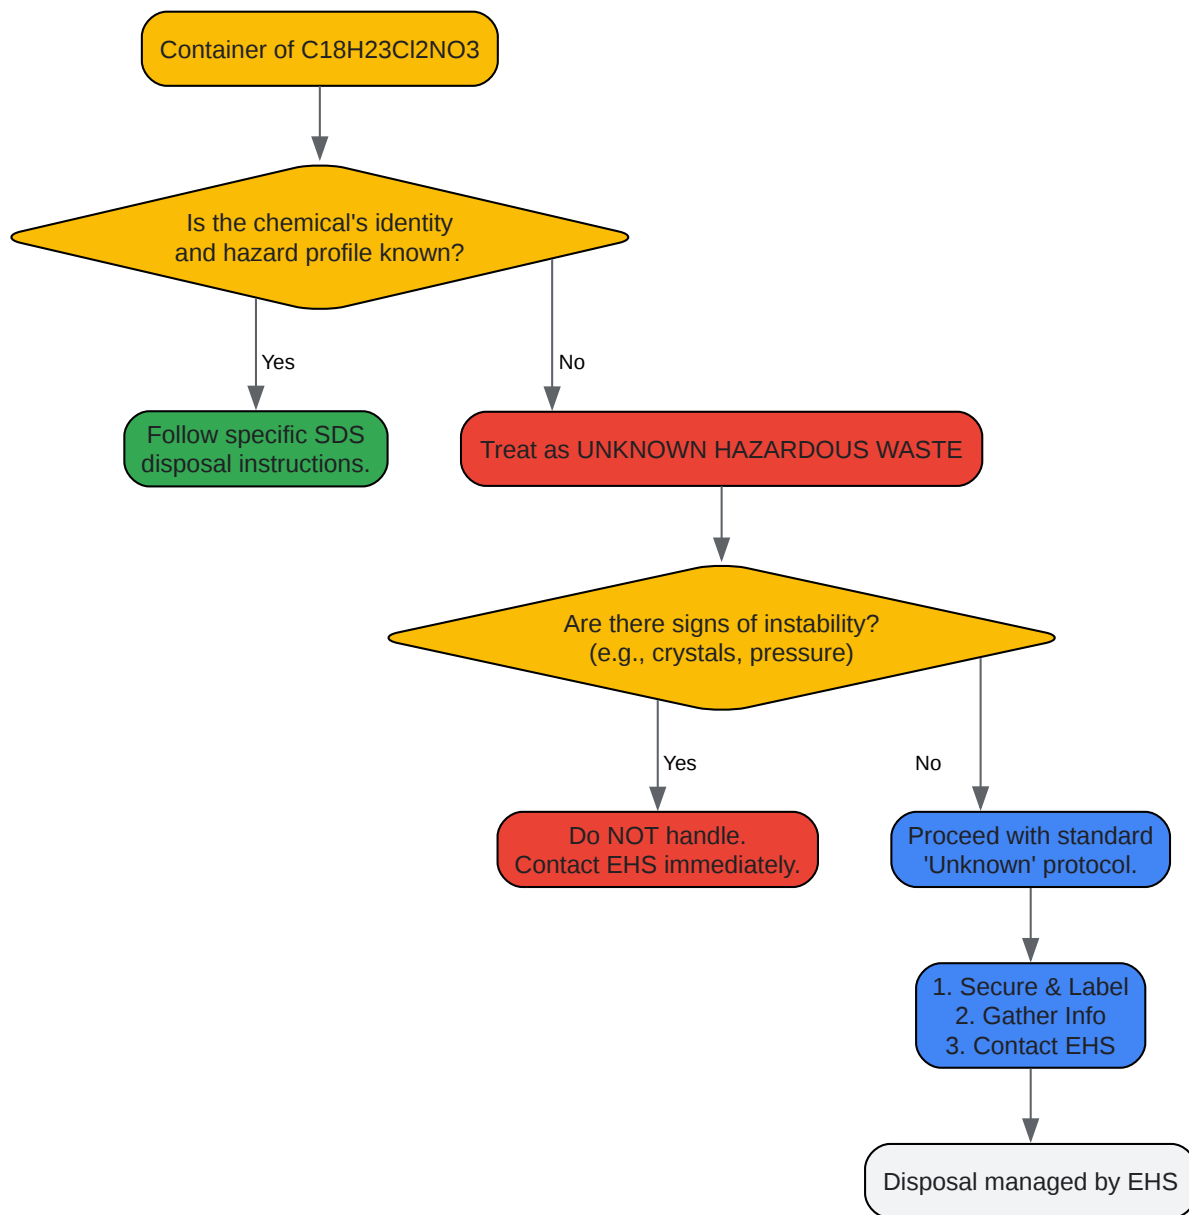 Container of C18H23Cl2NO3
Is the chemical's identity
and hazard profile known?
Yes
No
Follow specific SDS
disposal instructions.
Treat as UNKNOWN HAZARDOUS WASTE
Are there signs of instability?
(e.g., crystals, pressure)
Yes
No
Do NOT handle.
Contact EHS immediately.
Proceed with standard
'Unknown' protocol.
1. Secure & Label
2. Gather Info
3. Contact EHS
Disposal managed by EHS